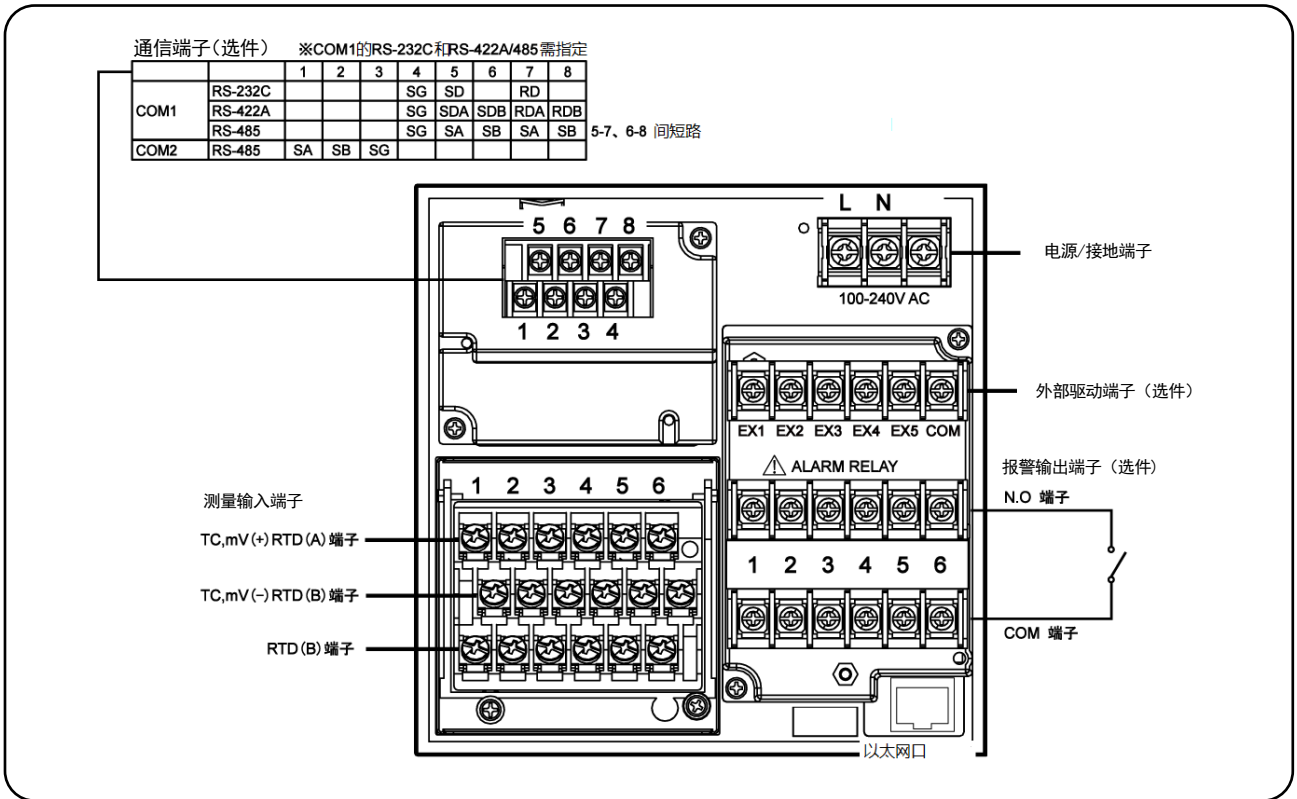 通信端子（选件） ※COM1的RS-232C和RS-422A/485需指定
1 2 3 4 5 6 7 8
RS-232C SG SD RD
COM1 RS-422A SG SDA SDB RDA RDB
RS-485 SG SA SB SA SB 5-7、6-8 间短路
COM2 RS-485 SA SB SG
L N
5 6 7 8
电源/接地端子
100-240V AC
1 2 3 4
外部驱动端子（选件）
EX1 EX2 EX3 EX4 EX5 COM
⚠ ALARM RELAY
报警输出端子（选件）
N.O 端子
1 2 3 4 5 6
测量输入端子
TC,mV(+)RTD(A)端子
1 2 3 4 5 6
TC,mV(−)RTD(B)端子
COM 端子
RTD(B)端子
以太网口